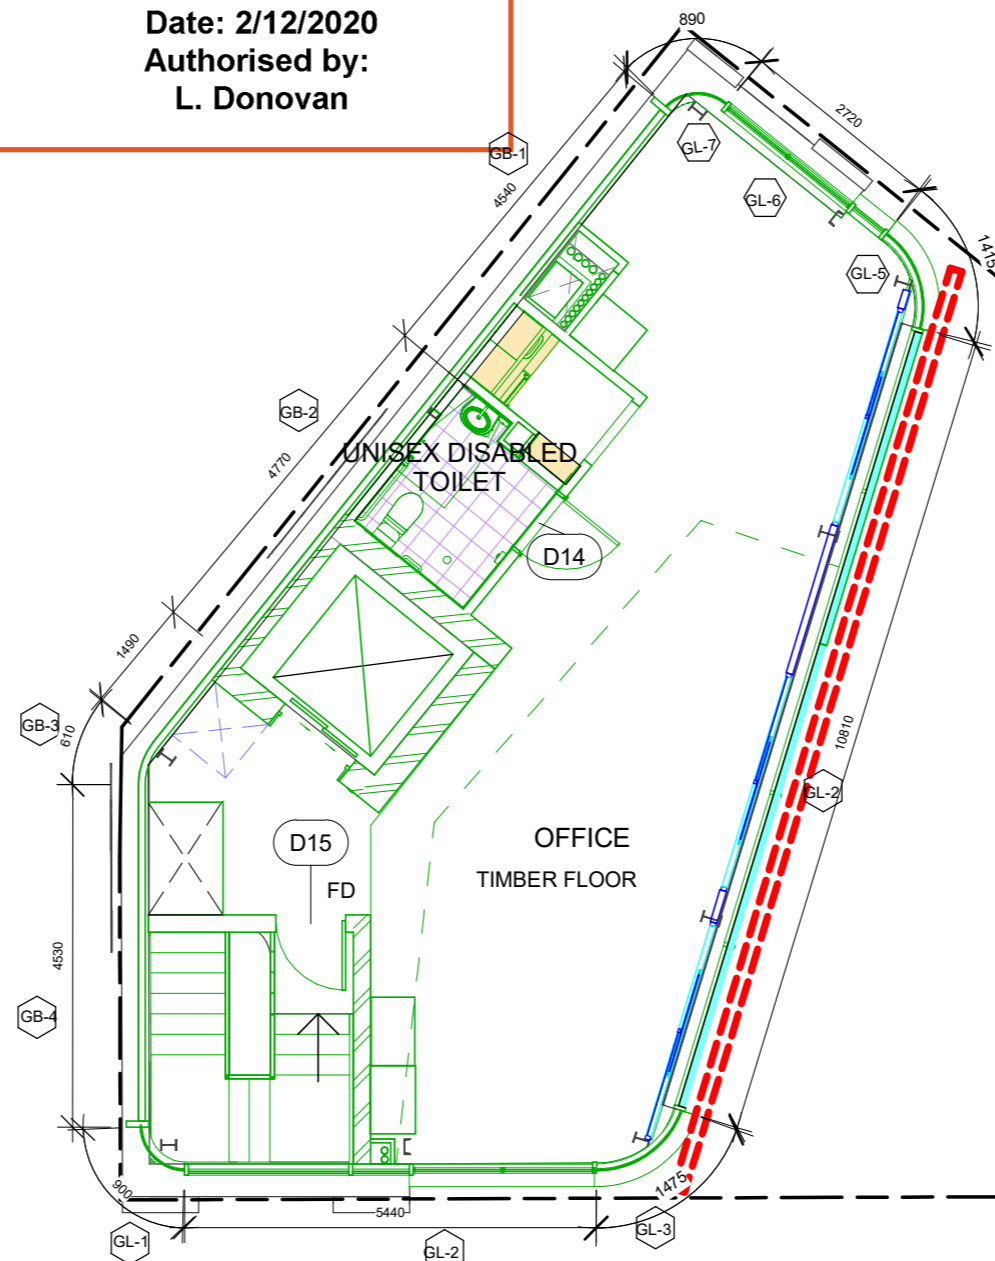 Date: 2/12/2020
Authorised by:
L. Donovan
890
2720
GB-1
GL-7
4540
GL-6
1415
GL-5
GB-2
4770
UNISEX DISABLED
TOILET
D14
1490
GB-3
610
10810
GL-2
D15
OFFICE
FD
TIMBER FLOOR
4530
GB-4
900
1475
5440
GL-1
GL-2
GL-3